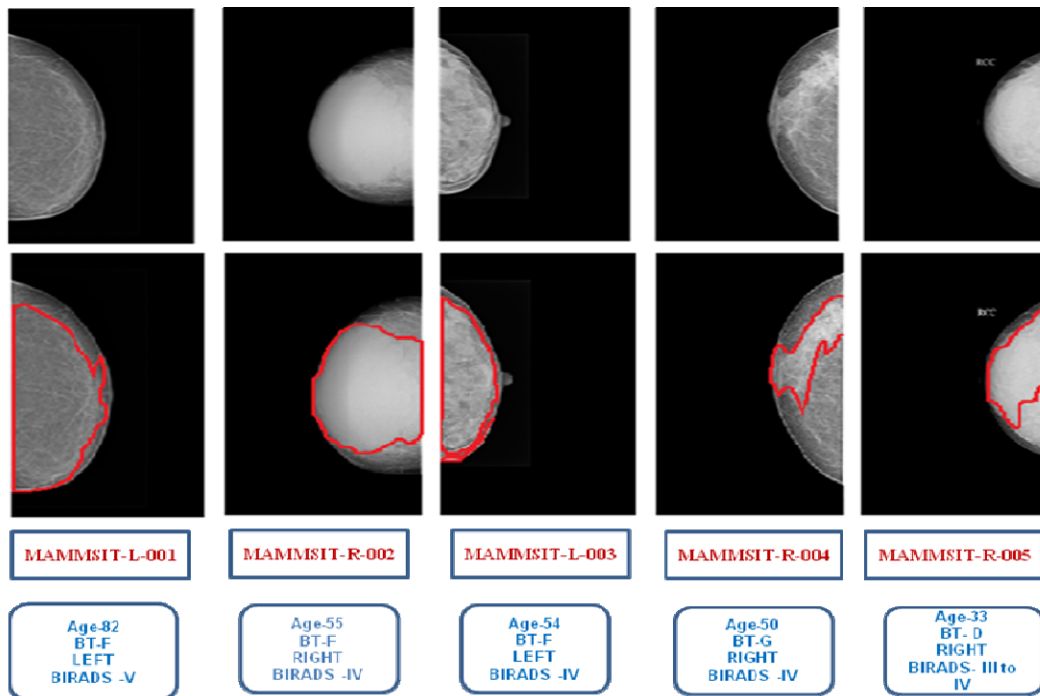 RCC
RCC
MAMMSIT-L-001
MAMMSIT-R-002
MAMMSIT-L-003
MAMMSIT-R-004
MAMMSIT-R-005
Age-82
BT-F
LEFT
BIRADS -V
Age-55
BT-F
RIGHT
BIRADS -IV
Age-54
BT-F
LEFT
BIRADS -IV
Age-50
BT-G
RIGHT
BIRADS -IV
Age-33
BT- D
RIGHT
BIRADS- III to
IV